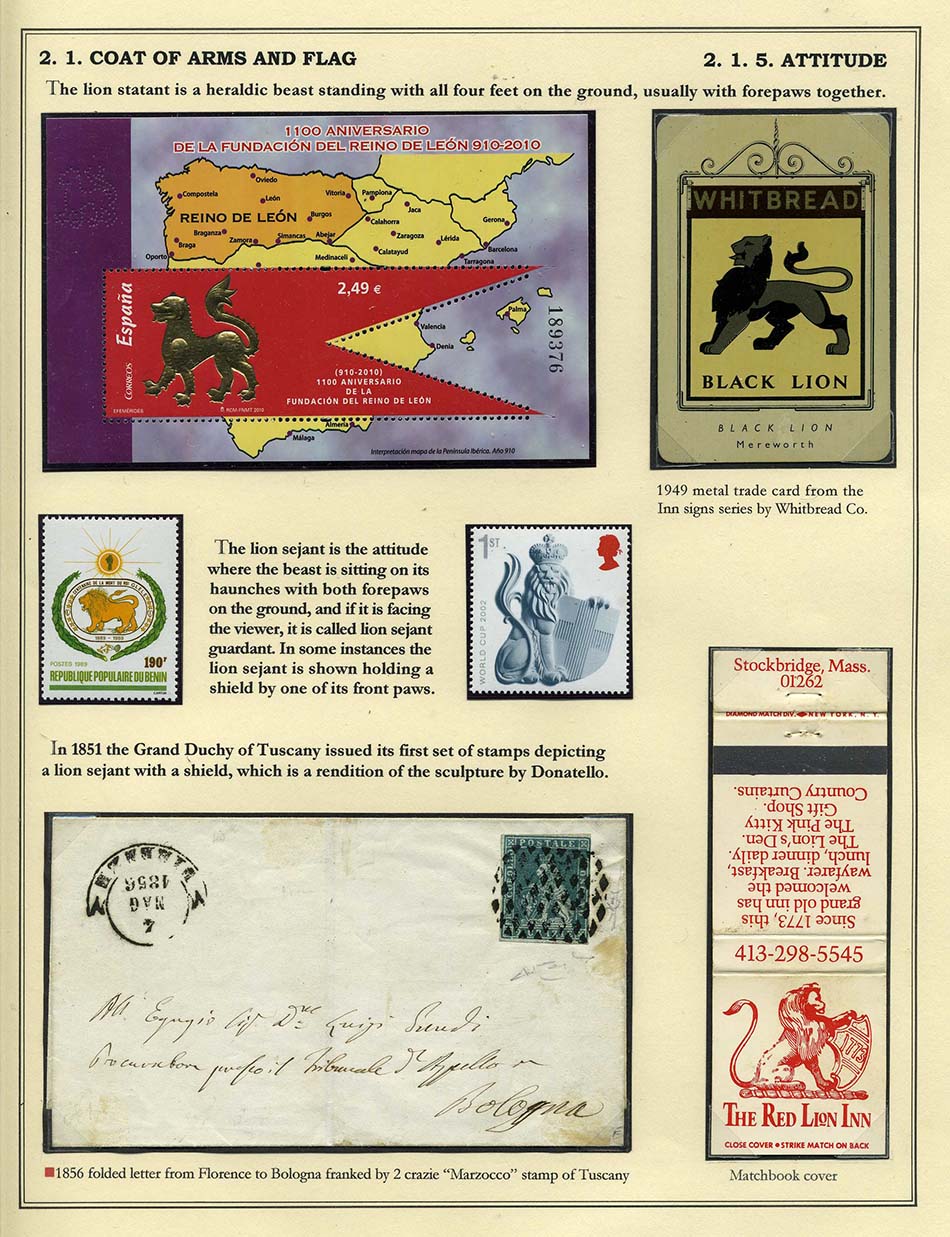 2. 1. COAT OF ARMS AND FLAG
2. 1. 5. ATTITUDE
The lion statant is a heraldic beast standing with all four feet on the ground, usually with forepaws together.
1100 ANIVERSARIO
DE LA FUNDACIÓN DEL REINO DE LEÓN 910-2010
Oviedo
Compostela
León
Vitoria
Pamplona
Jaca
REINO DE LEÓN
Burgos
Calahorra
Gerona
Braganza
Zaragoza
Braga
Zamora
Simancas
Abejar
Lérida
Oporto
Medinaceli
Calatayud
Barcelona
Tarragona
2,49 €
Palma
España
CORREOS
Valencia
Denia
189376
(910-2010)
1100 ANIVERSARIO
DE LA
FUNDACIÓN DEL REINO DE LEÓN
EFEMÉRIDES
RCM-FNMT 2010
Almería
Málaga
Interpretación mapa de la Península Ibérica. Año 910
WHITBREAD
BLACK LION
BLACK LION
Mereworth
1949 metal trade card from the
Inn signs series by Whitbread Co.
CENTENAIRE DE LA MORT DU ROI
1889 - 1989
POSTES 1989
190F
REPUBLIQUE POPULAIRE DU BENIN
The lion sejant is the attitude
where the beast is sitting on its
haunches with both forepaws
on the ground, and if it is facing
the viewer, it is called lion sejant
guardant. In some instances the
lion sejant is shown holding a
shield by one of its front paws.
1ST
WORLD CUP 2002
In 1851 the Grand Duchy of Tuscany issued its first set of stamps depicting
a lion sejant with a shield, which is a rendition of the sculpture by Donatello.
7
MAG
1856
POSTALE
Bologna
1856 folded letter from Florence to Bologna franked by 2 crazie “Marzocco” stamp of Tuscany
Stockbridge, Mass.
01262
DIAMOND MATCH DIV. NEW YORK, N. Y.
Since 1773, this
grand old inn has
welcomed the
wayfarer. Breakfast,
lunch, dinner daily.
The Lion's Den.
The Pink Kitty
Gift Shop.
Country Curtains.
413-298-5545
1773
THE RED LION INN
CLOSE COVER • STRIKE MATCH ON BACK
Matchbook cover